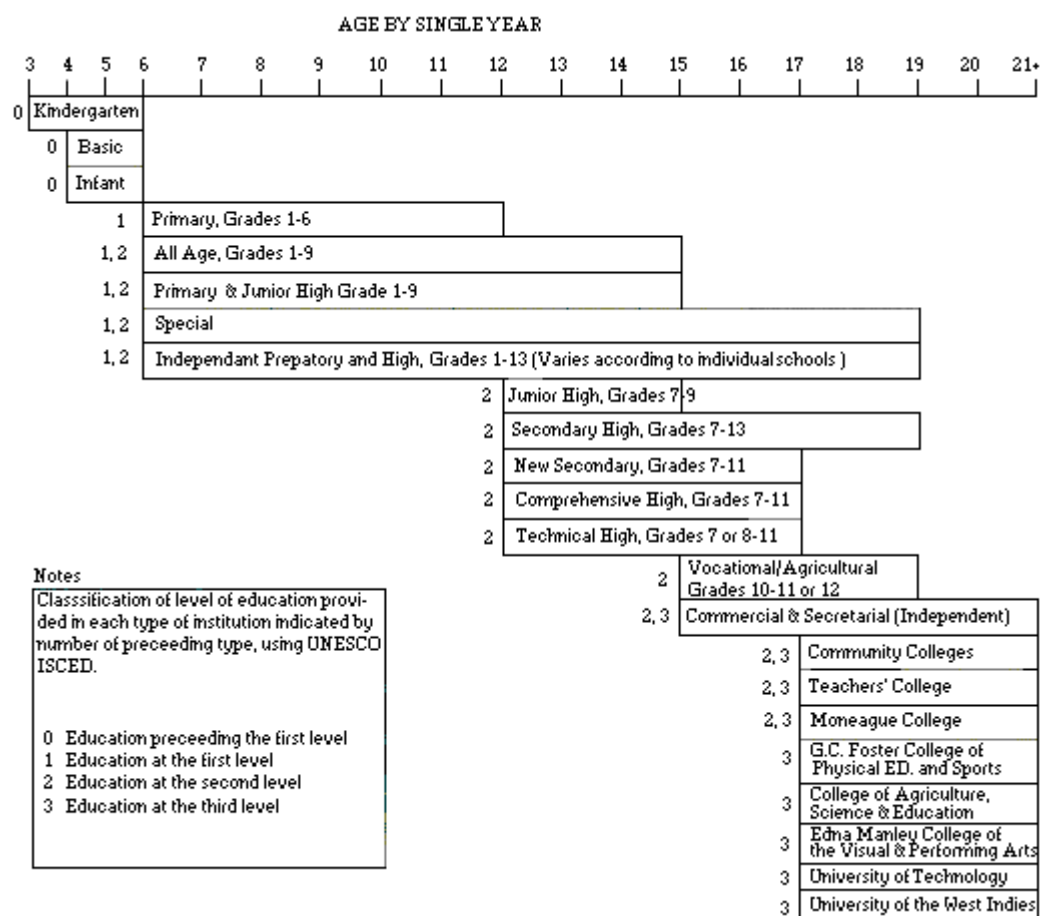 AGE BY SINGLE YEAR
3 4 5 6 7 8 9 10 11 12 13 14 15 16 17 18 19 20 21+
0 Kindergarten
0 Basic
0 Infant
1 Primary, Grades 1-6
1, 2 All Age, Grades 1-9
1, 2 Primary & Junior High Grade 1-9
1, 2 Special
1, 2 Independant Prepatory and High, Grades 1-13 (Varies according to individual schools )
2 Junior High, Grades 7-9
2 Secondary High, Grades 7-13
2 New Secondary, Grades 7-11
2 Comprehensive High, Grades 7-11
2 Technical High, Grades 7 or 8-11
2 Vocational/Agricultural
Grades 10-11 or 12
2, 3 Commercial & Secretarial (Independent)
2, 3 Community Colleges
2, 3 Teachers' College
2, 3 Moneague College
3 G.C. Foster College of
Physical ED. and Sports
3 College of Agriculture,
Science & Education
3 Edna Manley College of
the Visual & Performing Arts
3 University of Technology
3 University of the West Indies
Notes
Classsification of level of education provi-
ded in each type of institution indicated by
number of preceeding type, using UNESCO
ISCED.
0 Education preceeding the first level
1 Education at the first level
2 Education at the second level
3 Education at the third level